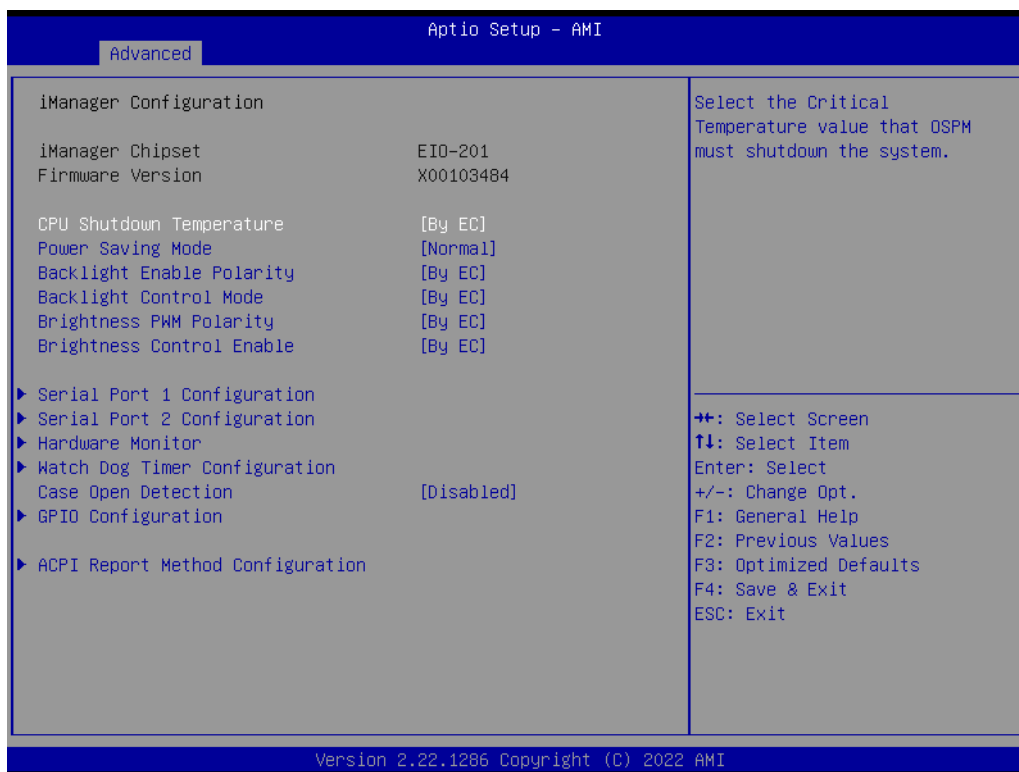 Aptio Setup – AMI
Advanced
iManager Configuration
iManager Chipset EIO-201
Firmware Version X00103484
CPU Shutdown Temperature [By EC]
Power Saving Mode [Normal]
Backlight Enable Polarity [By EC]
Backlight Control Mode [By EC]
Brightness PWM Polarity [By EC]
Brightness Control Enable [By EC]
Serial Port 1 Configuration
Serial Port 2 Configuration
Hardware Monitor
Watch Dog Timer Configuration
Case Open Detection [Disabled]
GPIO Configuration
ACPI Report Method Configuration
Select the Critical
Temperature value that OSPM
must shutdown the system.
→←: Select Screen
↑↓: Select Item
Enter: Select
+/-: Change Opt.
F1: General Help
F2: Previous Values
F3: Optimized Defaults
F4: Save & Exit
ESC: Exit
Version 2.22.1286 Copyright (C) 2022 AMI